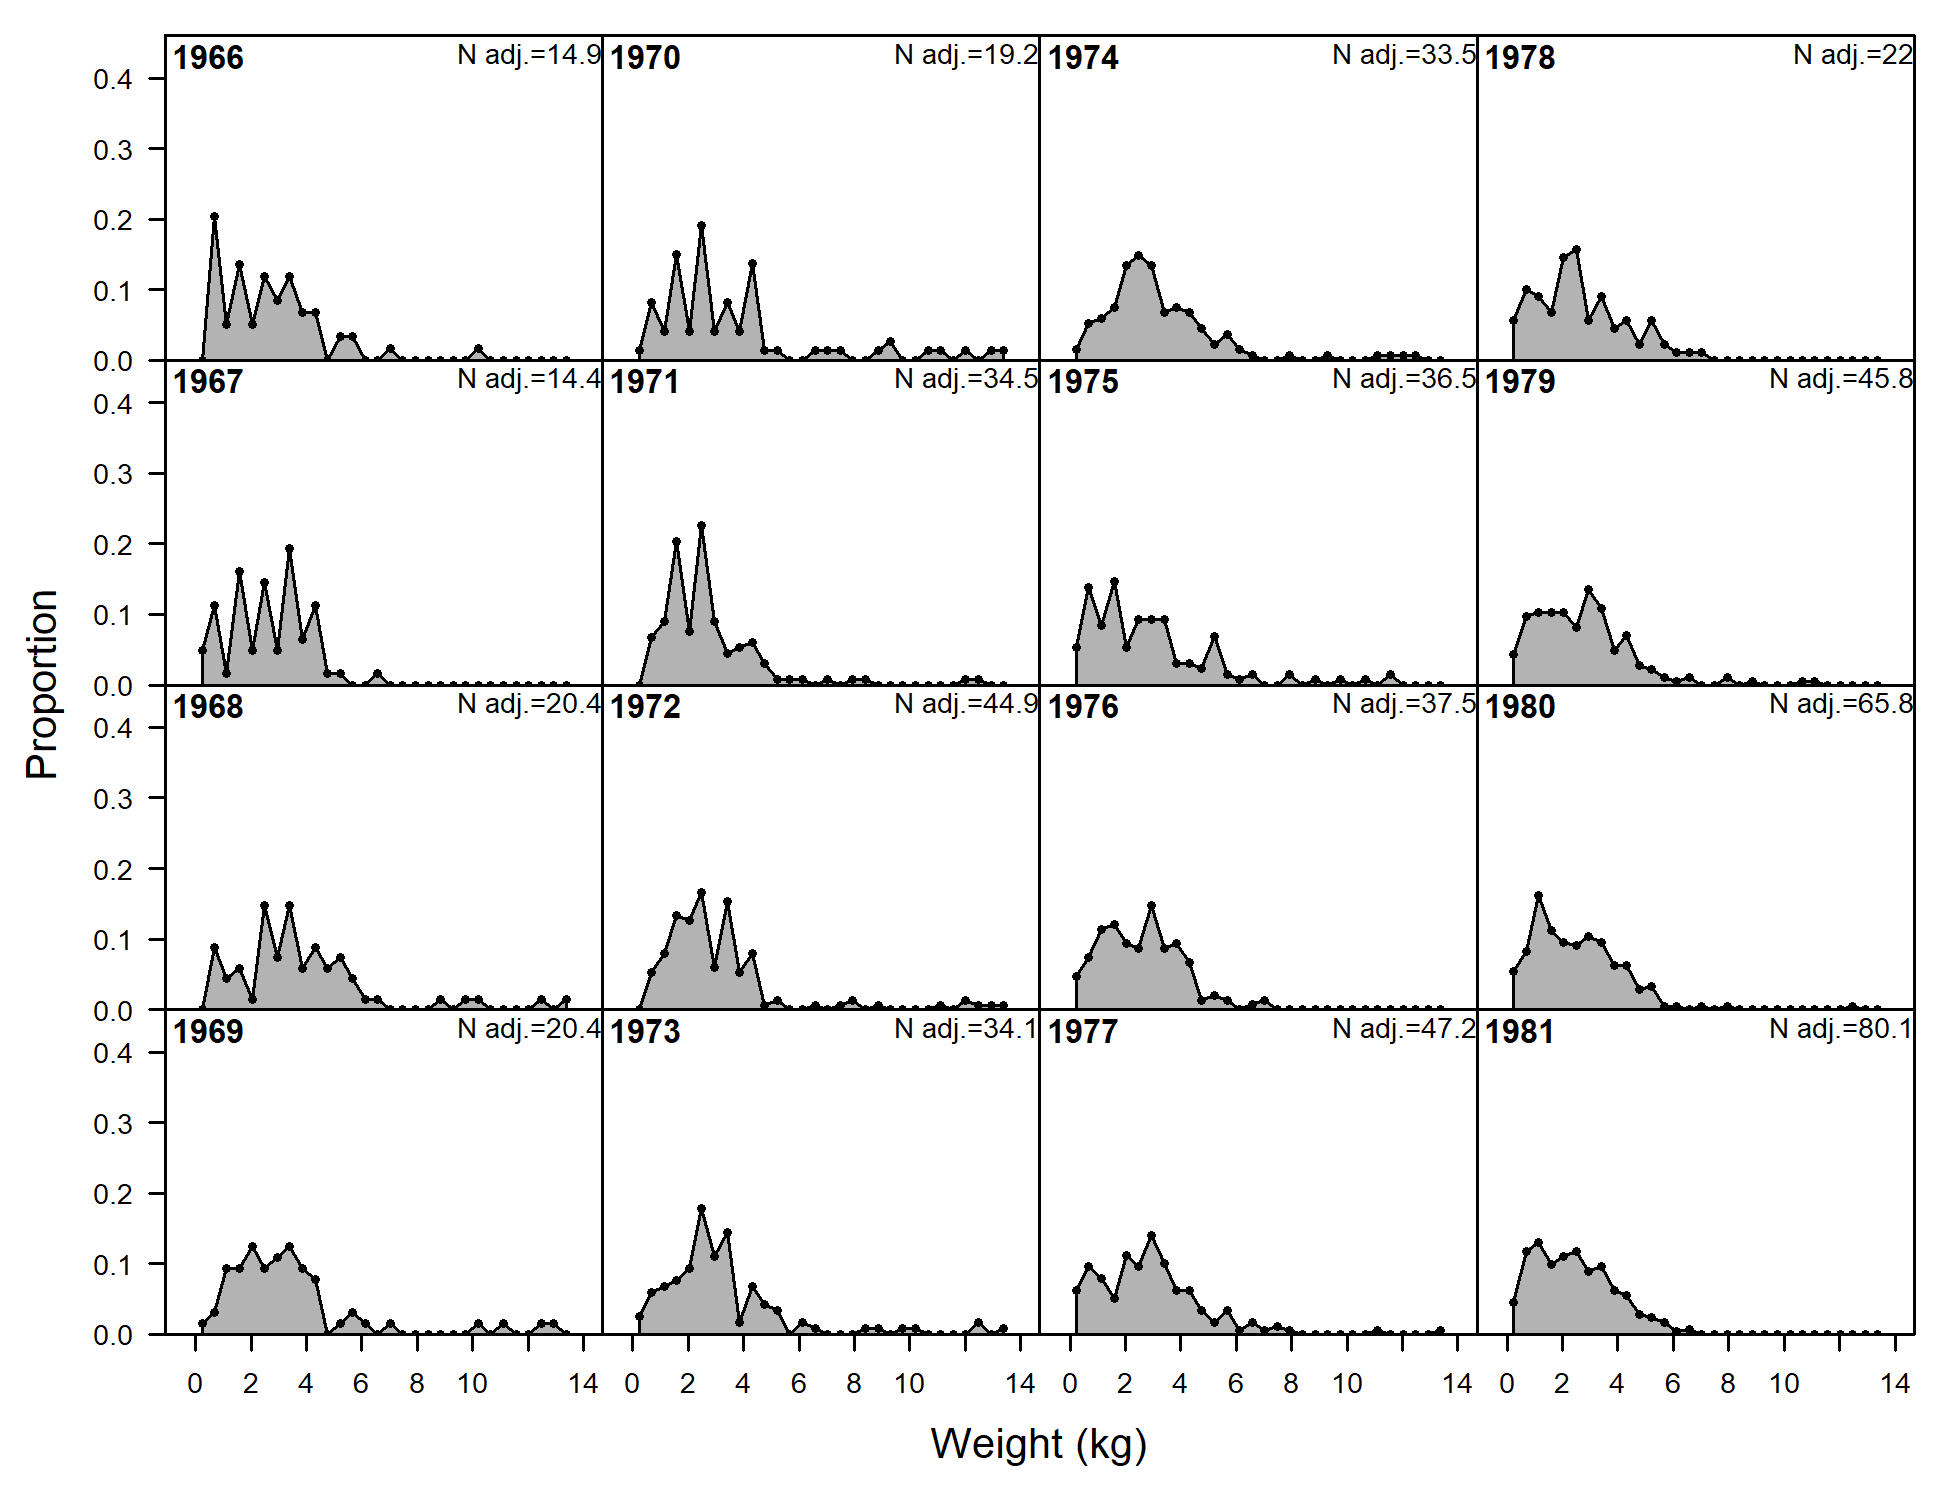 1966 N adj.=14.9 1970 N adj.=19.2 1974 N adj.=33.5 1978 N adj.=22
0.4
0.3
0.2
0.1
0.0
1967 N adj.=14.4 1971 N adj.=34.5 1975 N adj.=36.5 1979 N adj.=45.8
0.4
0.3
0.2
0.1
0.0
1968 N adj.=20.4 1972 N adj.=44.9 1976 N adj.=37.5 1980 N adj.=65.8
0.4
0.3
0.2
0.1
0.0
1969 N adj.=20.4 1973 N adj.=34.1 1977 N adj.=47.2 1981 N adj.=80.1
0.4
0.3
0.2
0.1
0.0
Proportion
0 2 4 6 8 10 14 0 2 4 6 8 10 14 0 2 4 6 8 10 14 0 2 4 6 8 10 14
Weight (kg)